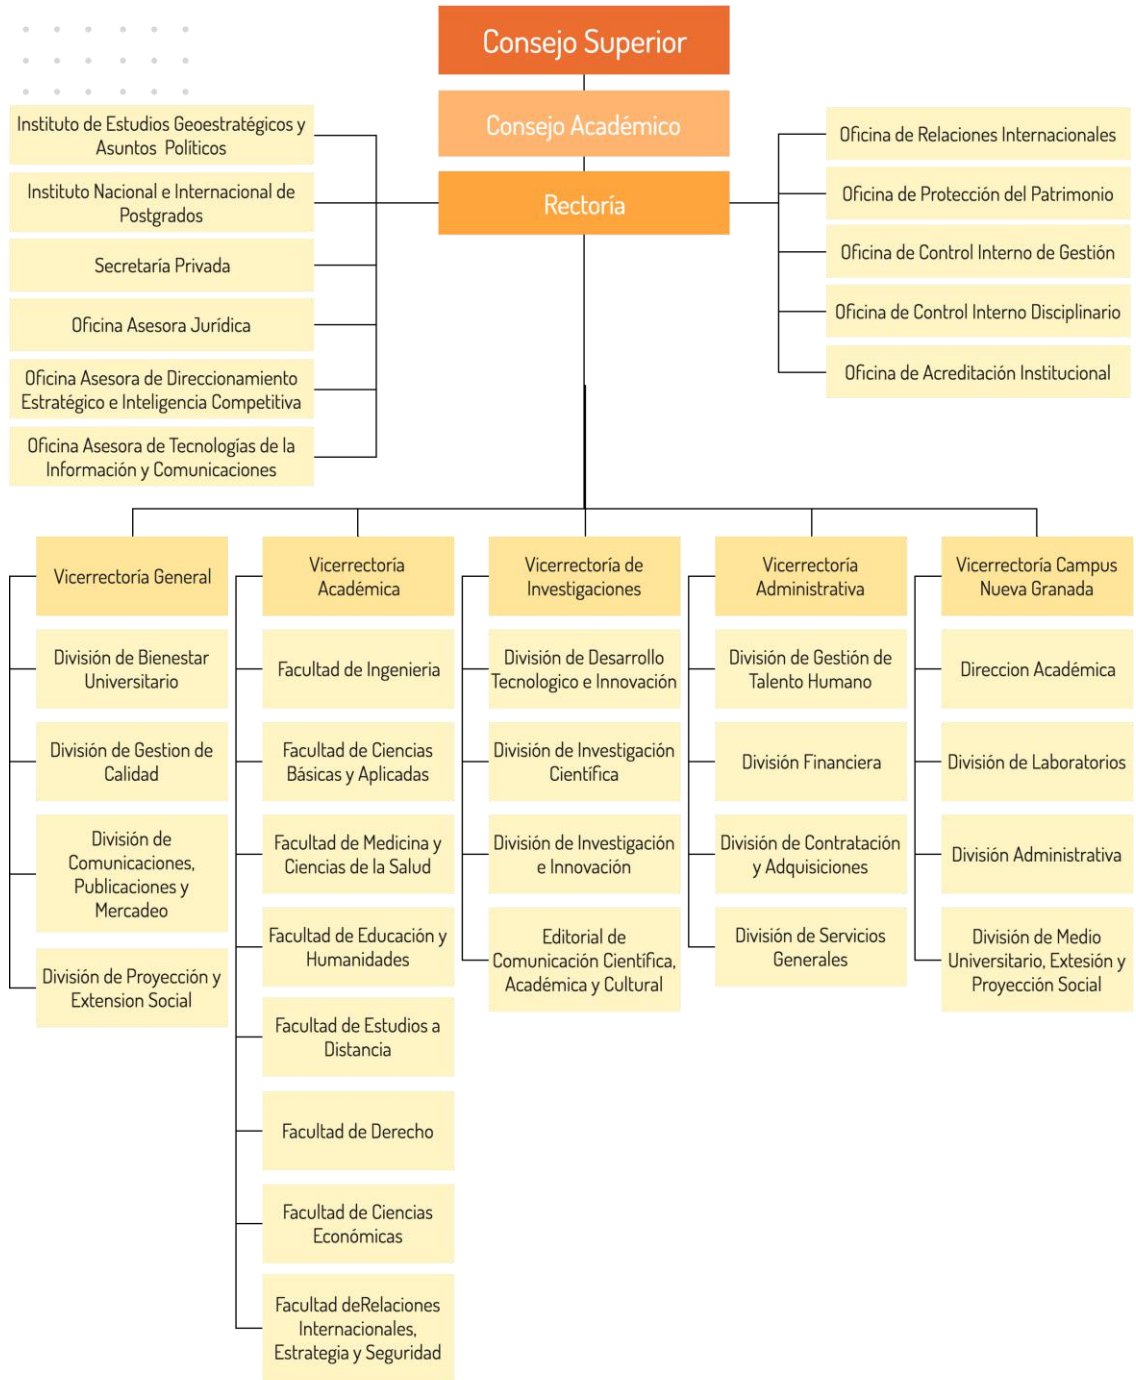 Consejo Superior
Consejo Académico
Rectoría
Instituto de Estudios Geoestratégicos y
Asuntos Políticos
Instituto Nacional e Internacional de
Postgrados
Secretaría Privada
Oficina Asesora Jurídica
Oficina Asesora de Direccionamiento
Estratégico e Inteligencia Competitiva
Oficina Asesora de Tecnologías de la
Información y Comunicaciones
Oficina de Relaciones Internacionales
Oficina de Protección del Patrimonio
Oficina de Control Interno de Gestión
Oficina de Control Interno Disciplinario
Oficina de Acreditación Institucional
Vicerrectoría General
División de Bienestar
Universitario
División de Gestion de
Calidad
División de
Comunicaciones,
Publicaciones y
Mercadeo
División de Proyección y
Extension Social
Vicerrectoría
Académica
Facultad de Ingenieria
Facultad de Ciencias
Básicas y Aplicadas
Facultad de Medicina y
Ciencias de la Salud
Facultad de Educación y
Humanidades
Facultad de Estudios a
Distancia
Facultad de Derecho
Facultad de Ciencias
Económicas
Facultad deRelaciones
Internacionales,
Estrategia y Seguridad
Vicerrectoría de
Investigaciones
División de Desarrollo
Tecnologico e Innovación
División de Investigación
Científica
División de Investigación
e Innovación
Editorial de
Comunicación Científica,
Académica y Cultural
Vicerrectoría
Administrativa
División de Gestión de
Talento Humano
División Financiera
División de Contratación
y Adquisiciones
División de Servicios
Generales
Vicerrectoría Campus
Nueva Granada
Direccion Académica
División de Laboratorios
División Administrativa
División de Medio
Universitario, Extesión y
Proyección Social